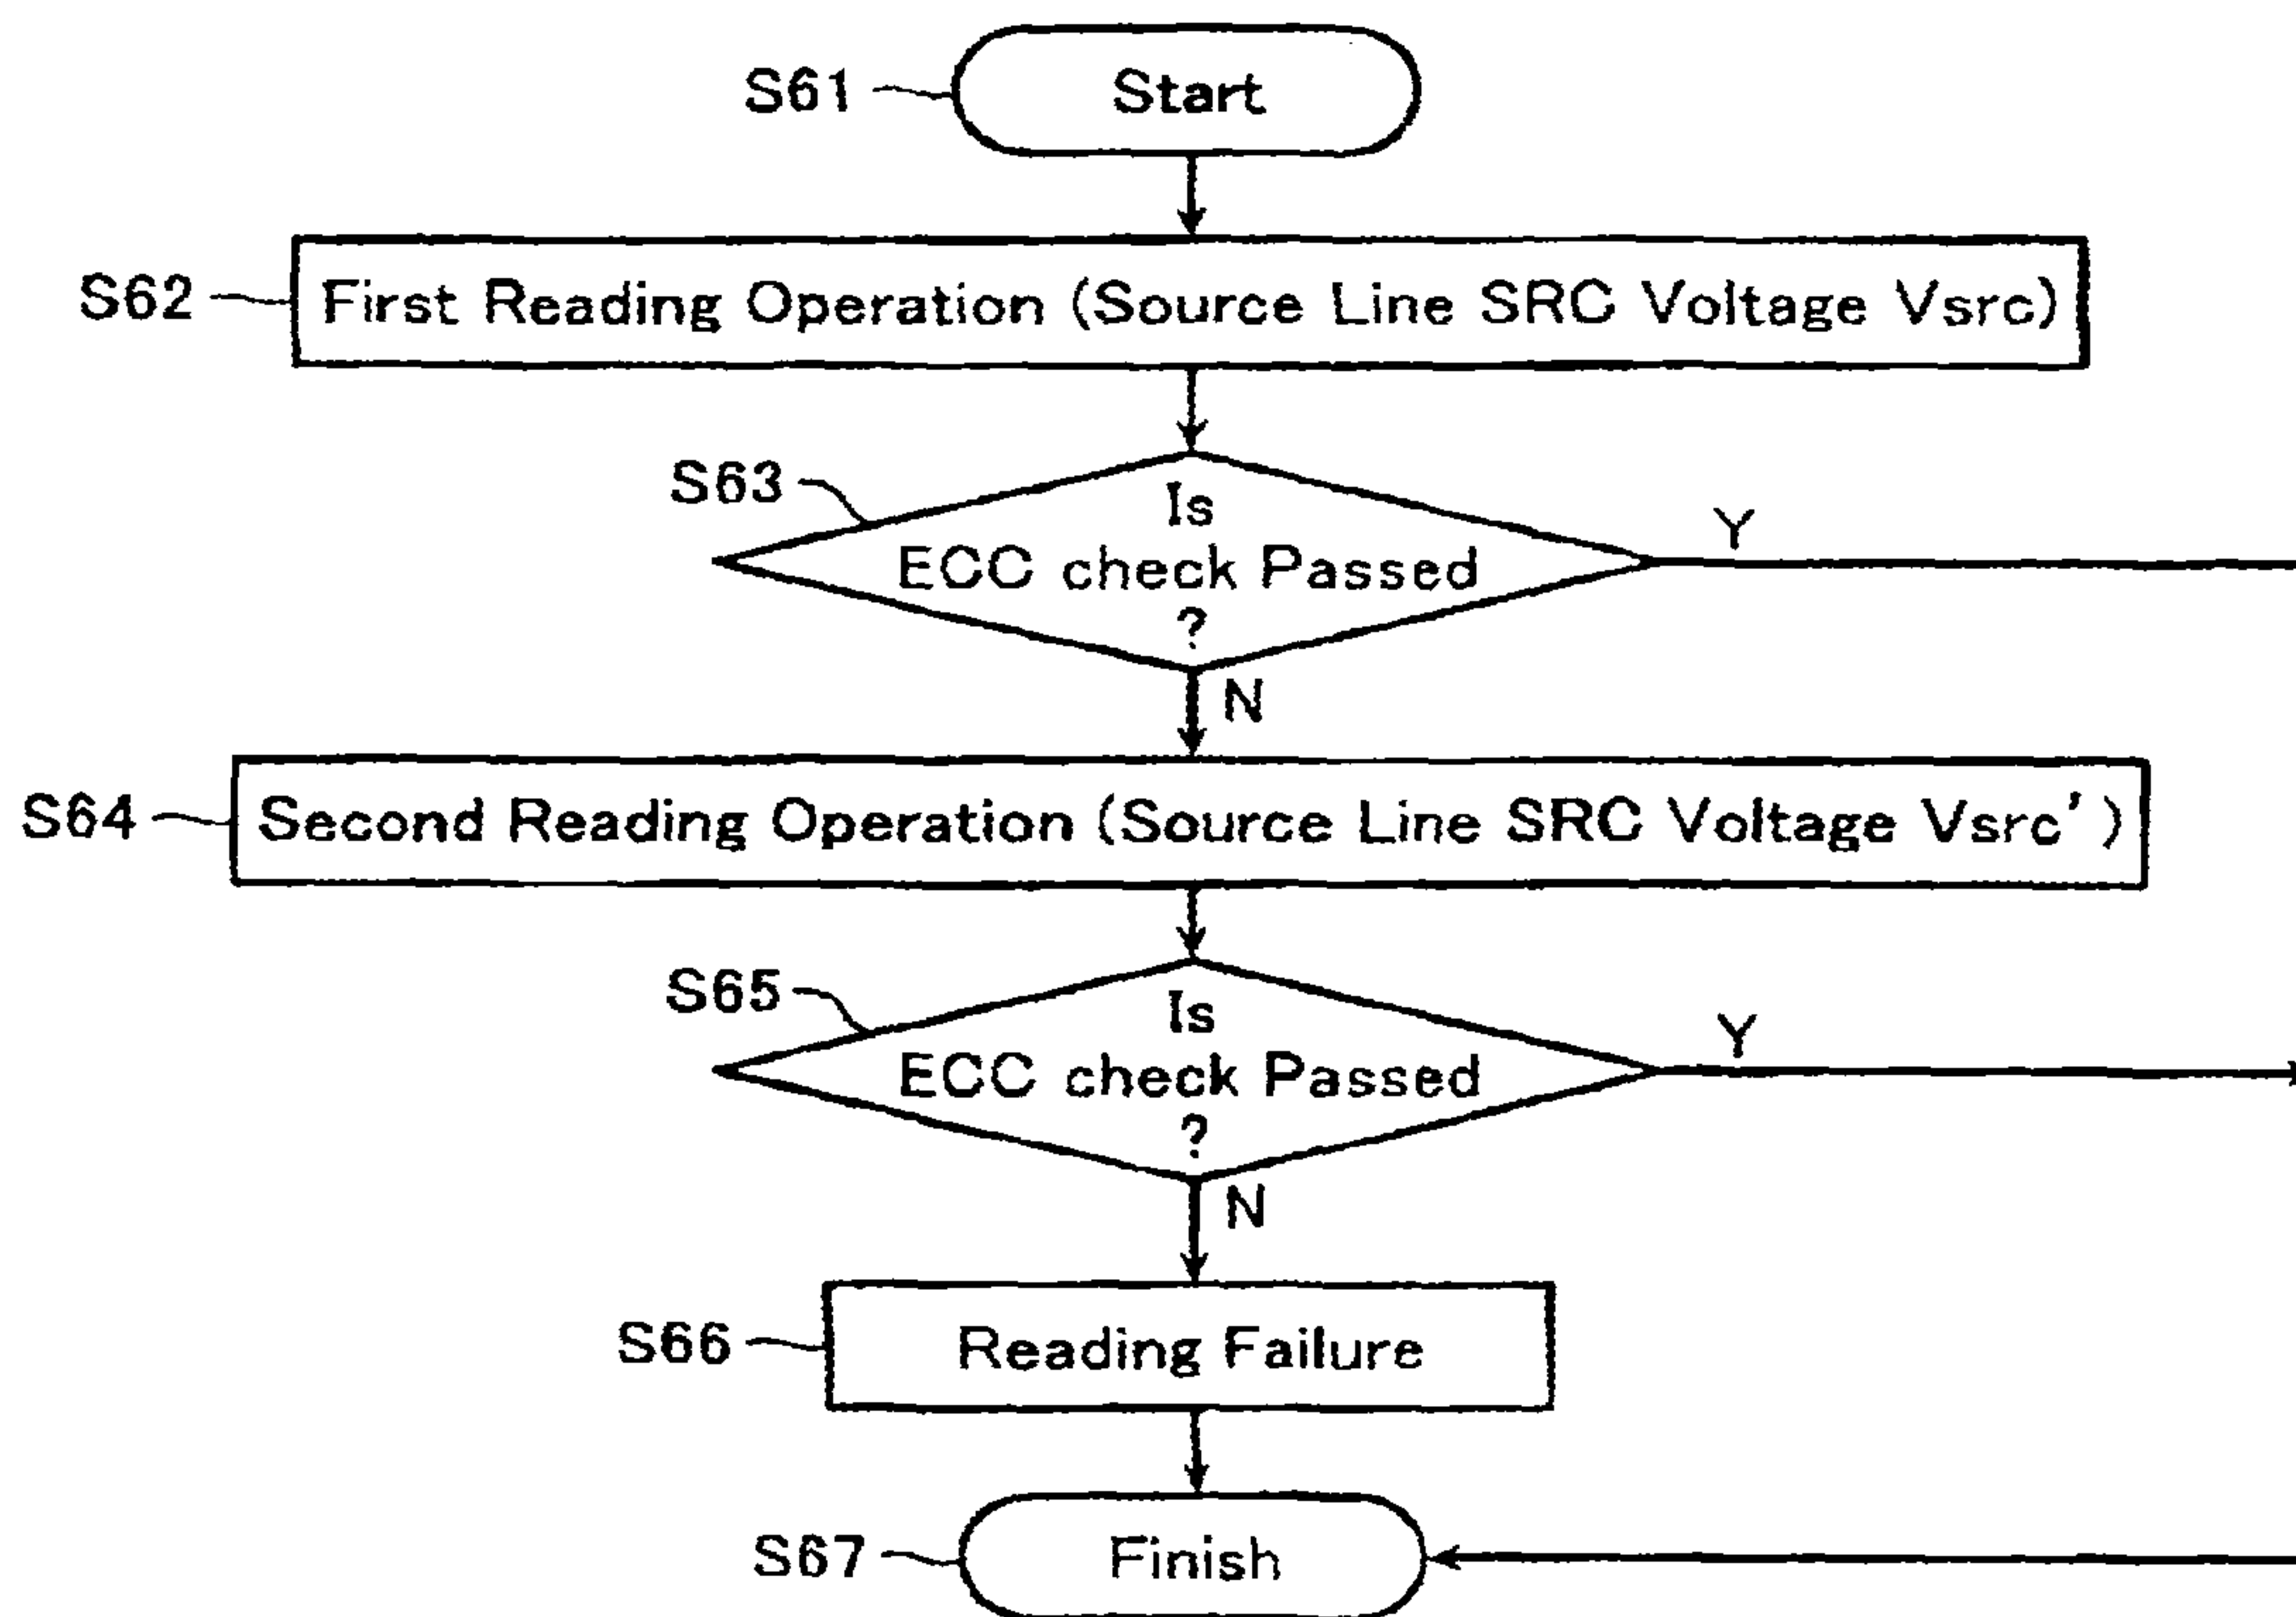 S61
Start
S62
First Reading Operation (Source Line SRC Voltage Vsrc)
S63
Is
ECC check Passed
?
Y
N
S64
Second Reading Operation (Source Line SRC Voltage Vsrc')
S65
Is
ECC check Passed
?
Y
N
S66
Reading Failure
S67
Finish